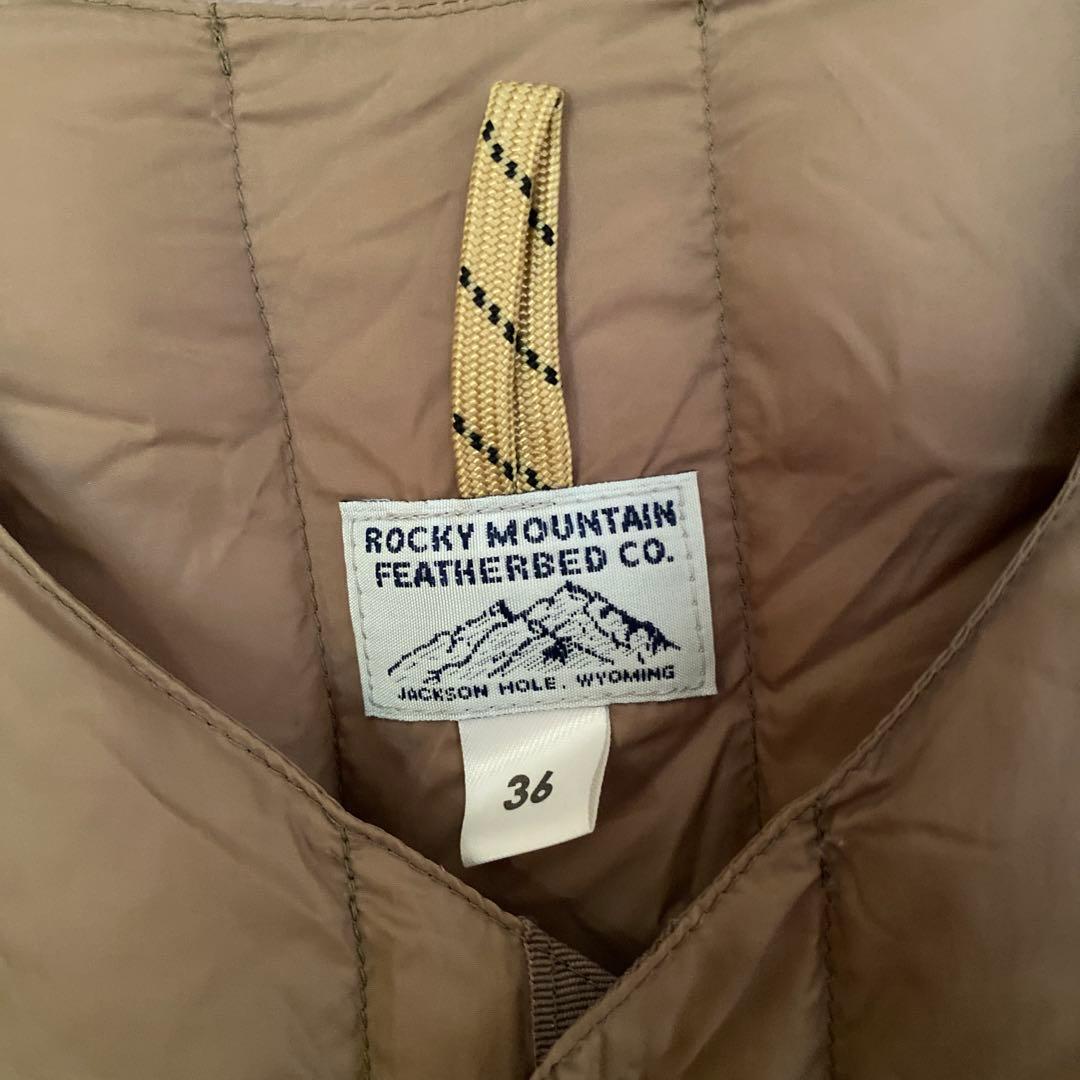 ROCKY MOUNTAIN
FEATHERBED CO.
JACKSON HOLE, WYOMING
36